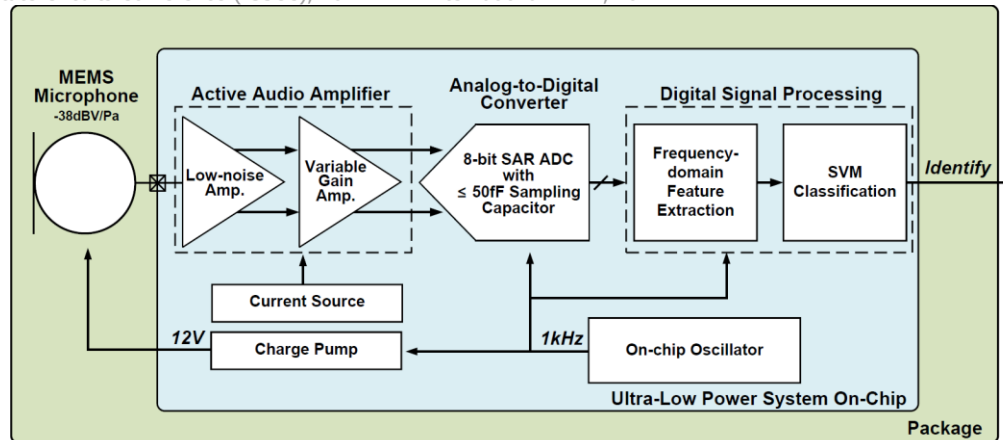 MEMS
Microphone
-38dBV/Pa
Active Audio Amplifier
Low-noise
Amp.
Variable
Gain
Amp.
Analog-to-Digital
Converter
8-bit SAR ADC
with
≤ 50fF Sampling
Capacitor
Digital Signal Processing
Frequency-
domain
Feature
Extraction
SVM
Classification
Identify
Current Source
12V
Charge Pump
1kHz
On-chip Oscillator
Ultra-Low Power System On-Chip
Package